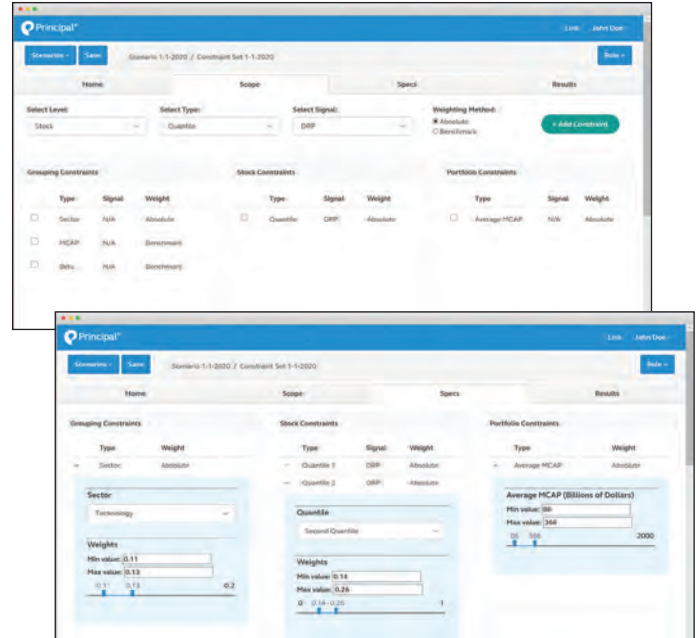 Principal
Link John Doe
Scenarios Save Scenario 1-1-2020 / Constraint Set 1-1-2020 Role
Home Scope Specs Results
Select Level: Select Type: Select Signal: Weighting Method:
Stock Quantile DRP Absolute
Benchmark
+ Add Constraint
Grouping Constraints Stock Constraints Portfolio Constraints
Type Signal Weight Type Signal Weight Type Signal Weight
Sector N/A Absolute Quantile DRP Absolute Average MCAP N/A Absolute
MCAP N/A Benchmark
Beta N/A Benchmark
Principal
Link John Doe
Scenarios Save Scenario 1-1-2020 / Constraint Set 1-1-2020 Role
Home Scope Specs Results
Grouping Constraints Stock Constraints Portfolio Constraints
Type Weight Type Signal Weight Type Weight
Sector Absolute Quantile 1 DRP Absolute Average MCAP Absolute
Quantile 2 DRP Absolute
Sector
Technology
Weights
Min value: 0.11
Max value: 0.13
0.11 0.13 0.2
Quantile
Second Quantile
Weights
Min value: 0.14
Max value: 0.26
0 0.14-0.26 1
Average MCAP (Billions of Dollars)
Min value: 86
Max value: 366
86 366 2000